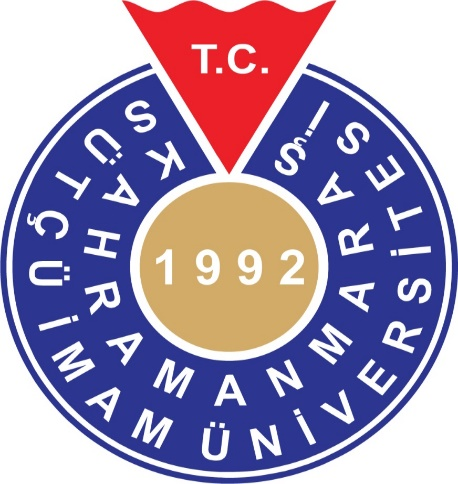 T.C.
KAHRAMANMARAŞ
SÜTÇÜ İMAM ÜNİVERSİTESİ
1992